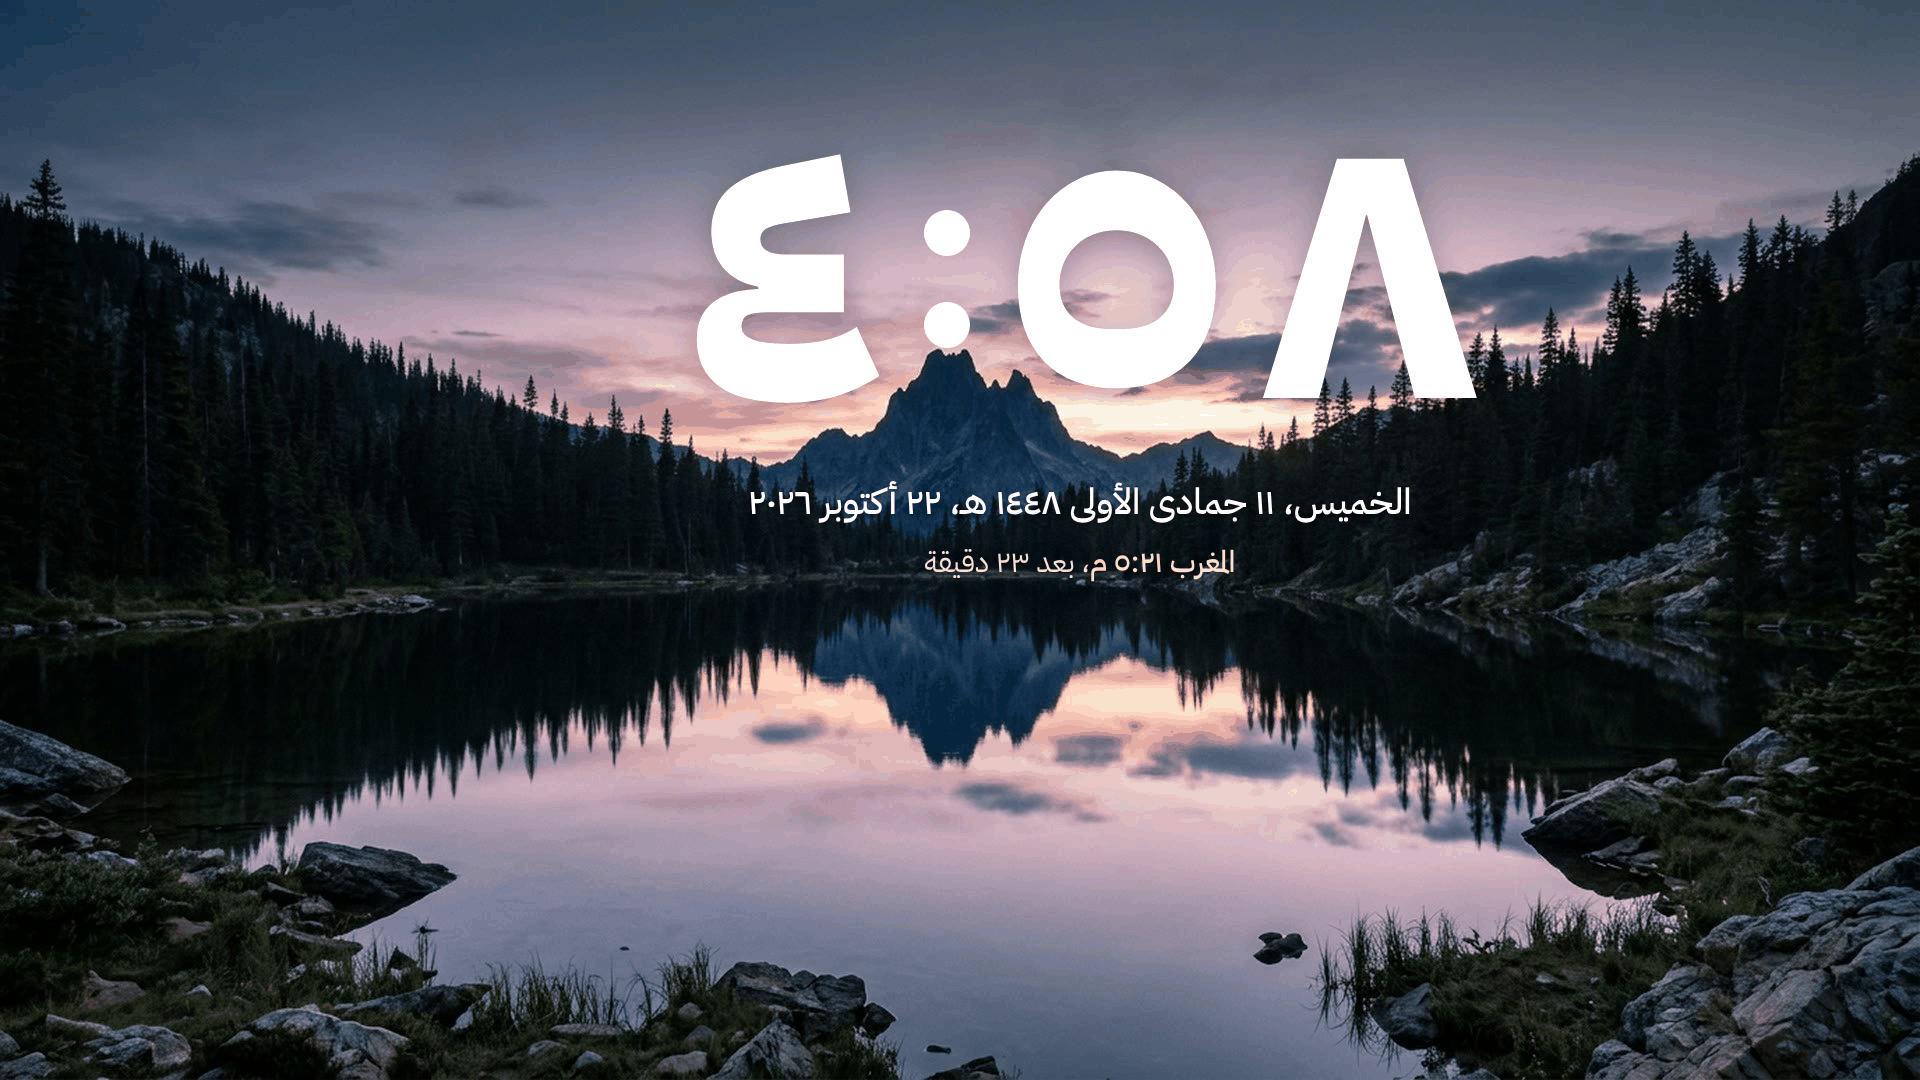 ٤:٥٨
الخميس، ١١ جمادى الأولى ١٤٤٨ هـ، ٢٢ أكتوبر ٢٠٢٦
المغرب ٥:٢١ م، بعد ٢٣ دقيقة